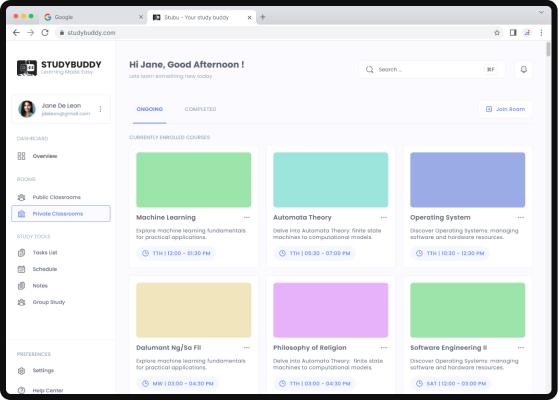 Google
Stubu - Your study buddy
studybuddy.com
STUDYBUDDY
Learning Made Easy
Jane De Leon
jdeleon@gmail.com
DASHBOARD
Overview
ROOMS
Public Classrooms
Private Classrooms
STUDY TOOLS
Tasks List
Schedule
Notes
Group Study
PREFERENCES
Settings
Help Center
Hi Jane, Good Afternoon !
Lets learn something new today
Search ..
⌘F
ONGOING
COMPLETED
Join Room
CURRENTLY ENROLLED COURSES
Machine Learning
Explore machine learning fundamentals
for practical applications.
TTH | 12:00 - 01:30 PM
Automata Theory
Delve into Automata Theory: finite state
machines to computational models.
TTH | 05:30 - 07:00 PM
Operating System
Discover Operating Systems: managing
software and hardware resources.
TTH | 10:30 - 12:30 PM
Dalumant Ng/Sa Fil
Explore machine learning fundamentals
for practical applications.
MW | 03:00 - 04:30 PM
Philosophy of Religion
Delve into Automata Theory: finite state
machines to computational models.
TTH | 03:00 - 04:30 PM
Software Engineering II
Discover Operating Systems: managing
software and hardware resources.
SAT | 12:00 - 03:00 PM